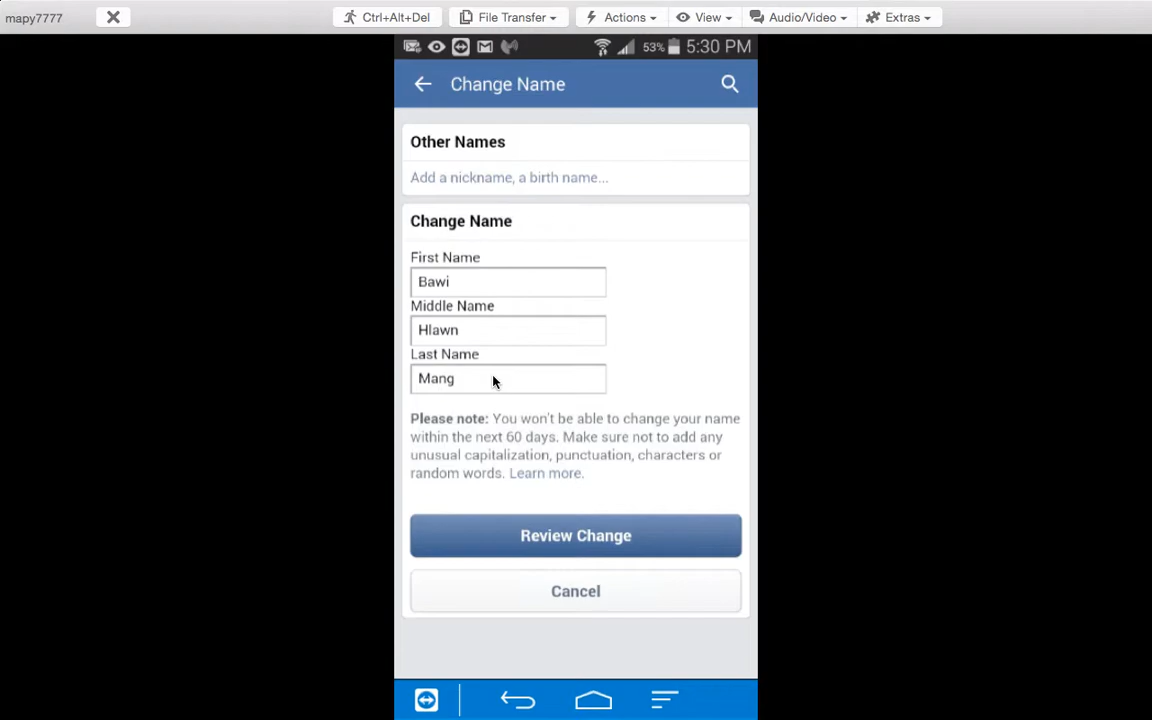 mapy7777
Ctrl+Alt+Del
File Transfer
Actions
View
Audio/Video
Extras
53% 5:30 PM
Change Name
Other Names
Add a nickname, a birth name...
Change Name
First Name
Bawi
Middle Name
Hlawn
Last Name
Mang
Please note: You won't be able to change your name
within the next 60 days. Make sure not to add any
unusual capitalization, punctuation, characters or
random words. Learn more.
Review Change
Cancel